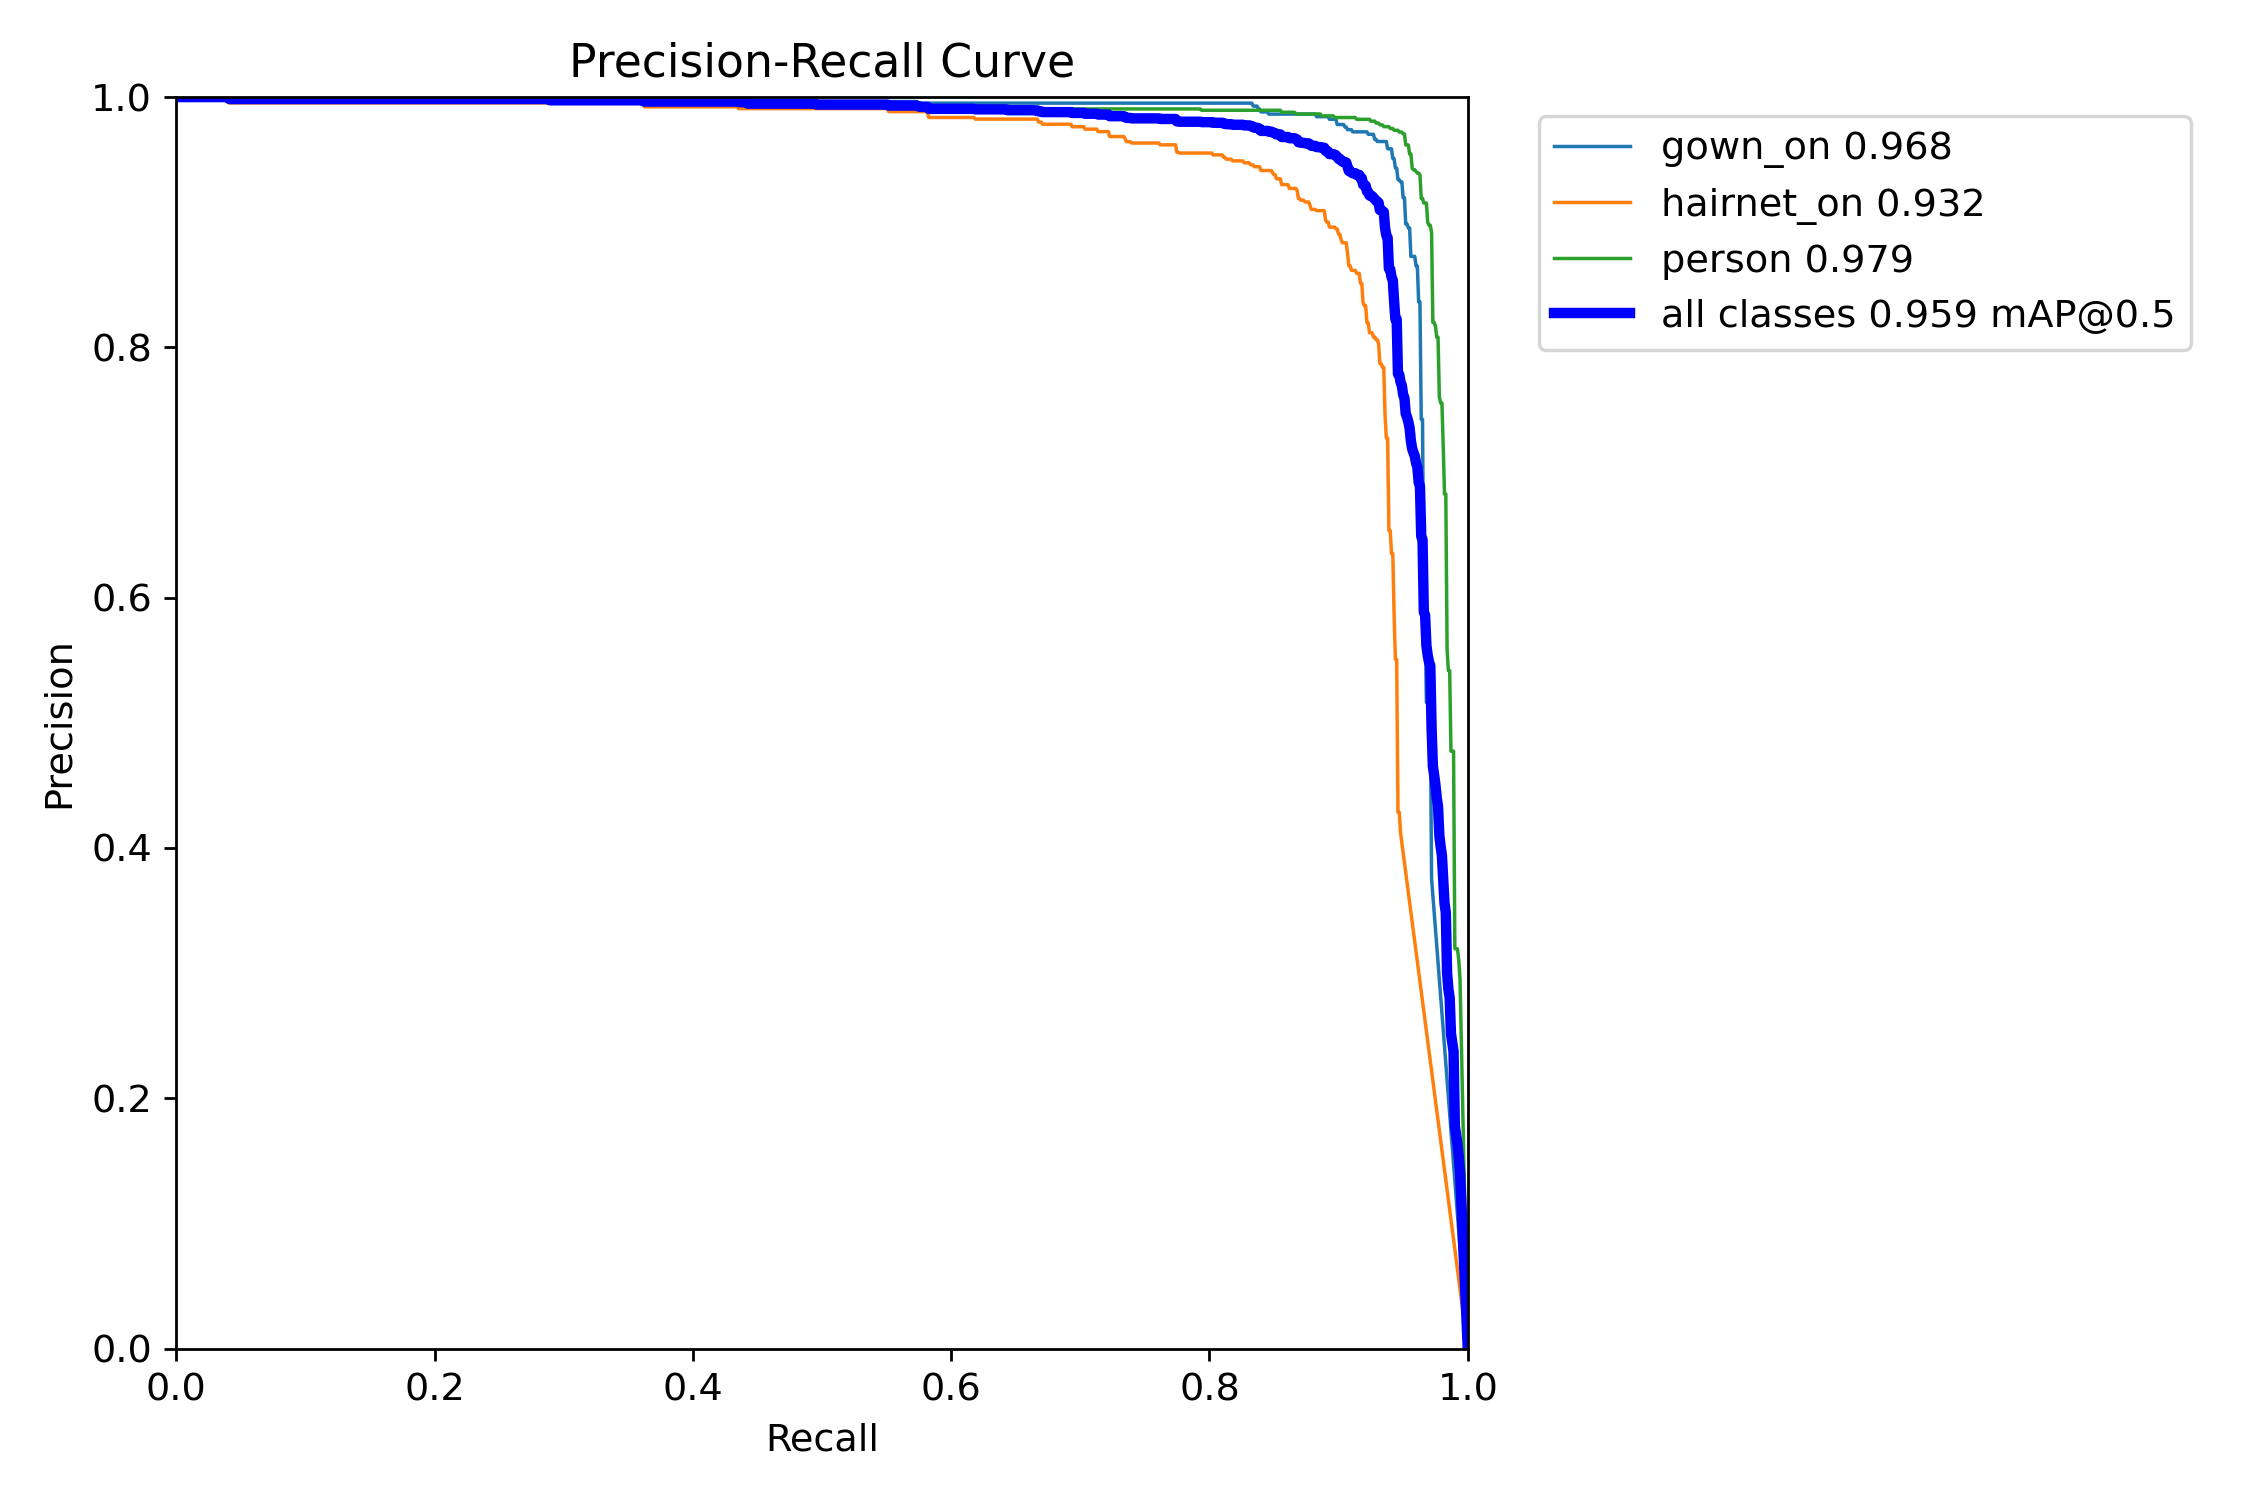 Precision-Recall Curve
1.0
0.8
0.6
0.4
0.2
0.0
Precision
0.0 0.2 0.4 0.6 0.8 1.0
Recall
gown_on 0.968
hairnet_on 0.932
person 0.979
all classes 0.959 mAP@0.5